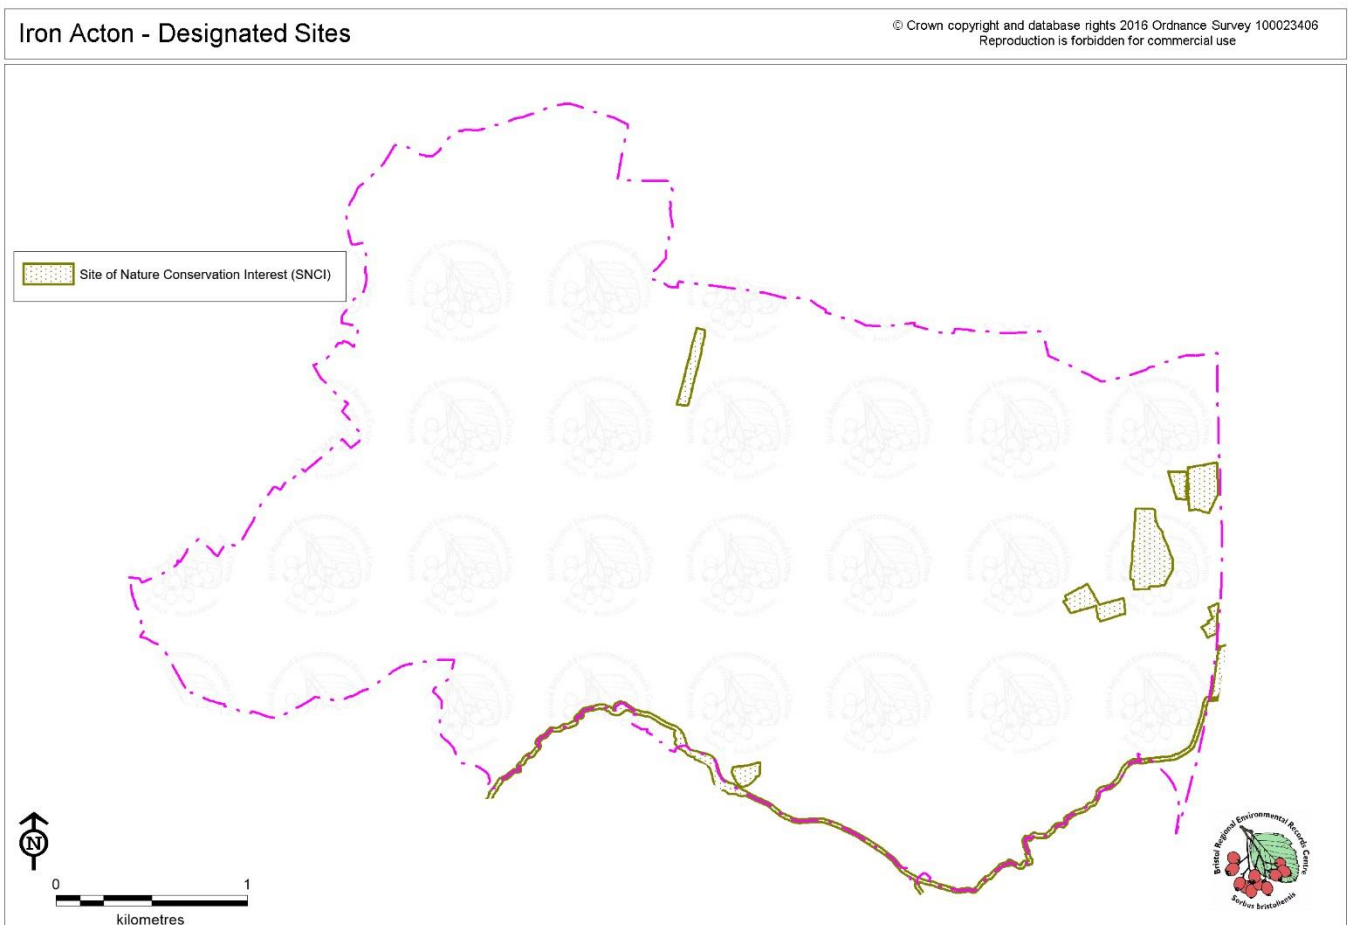 Iron Acton - Designated Sites
© Crown copyright and database rights 2016 Ordnance Survey 100023406
Reproduction is forbidden for commercial use
Site of Nature Conservation Interest (SNCI)
N
0 1
kilometres
Bristol Regional Environmental Records Centre
Sorbus bristoliensis